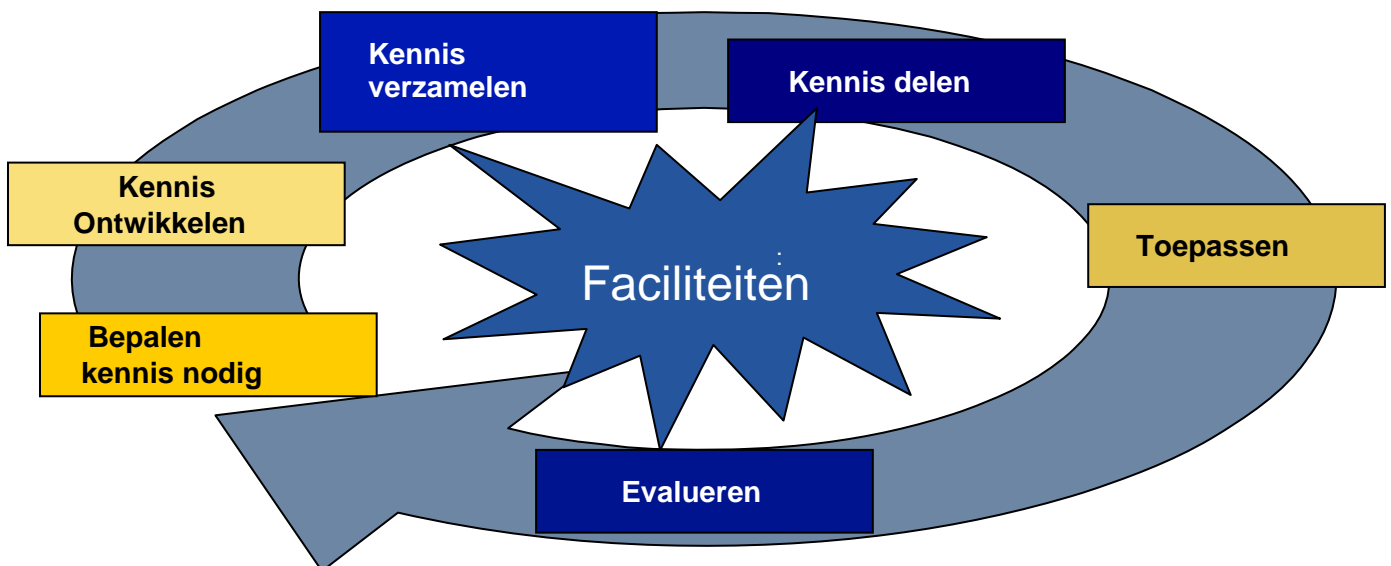 Kennis
verzamelen
Kennis delen
Kennis
Ontwikkelen
Toepassen
:
Faciliteiten
Bepalen
kennis nodig
Evalueren